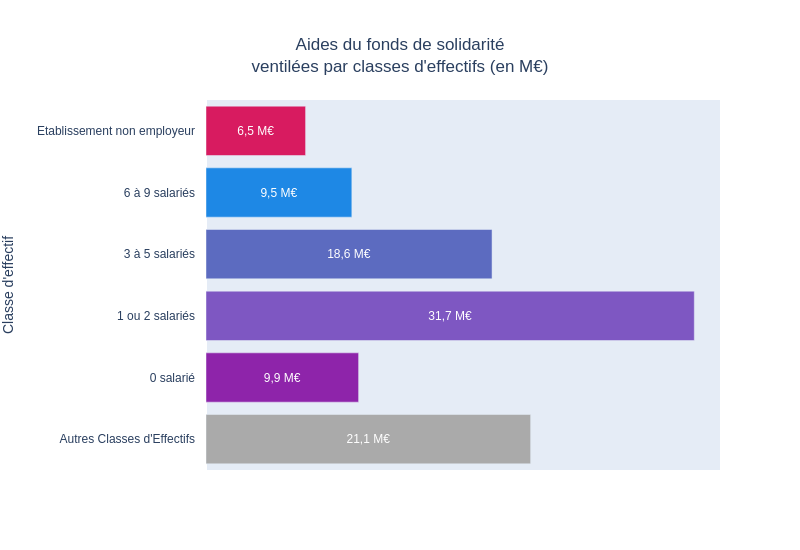 Aides du fonds de solidarité
ventilées par classes d'effectifs (en M€)
Classe d'effectif
Etablissement non employeur
6,5 M€
6 à 9 salariés
9,5 M€
3 à 5 salariés
18,6 M€
1 ou 2 salariés
31,7 M€
0 salarié
9,9 M€
Autres Classes d'Effectifs
21,1 M€